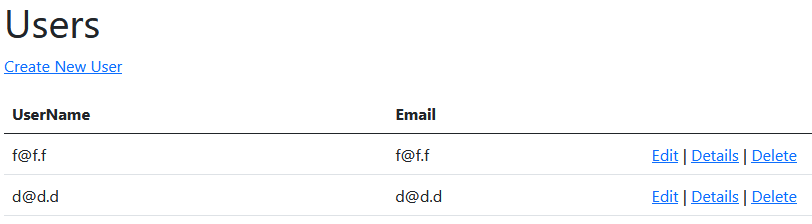 Users
Create New User
UserName Email
f@f.f f@f.f Edit | Details | Delete
d@d.d d@d.d Edit | Details | Delete